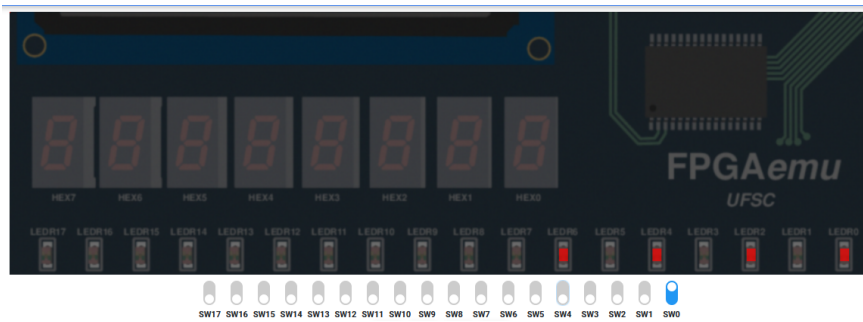 FPGAemu
UFSC
HEX7 HEX6 HEX5 HEX4 HEX3 HEX2 HEX1 HEX0
LEDR17 LEDR16 LEDR15 LEDR14 LEDR13 LEDR12 LEDR11 LEDR10 LEDR9 LEDR8 LEDR7 LEDR6 LEDR5 LEDR4 LEDR3 LEDR2 LEDR1 LEDR0
SW17 SW16 SW15 SW14 SW13 SW12 SW11 SW10 SW9 SW8 SW7 SW6 SW5 SW4 SW3 SW2 SW1 SW0